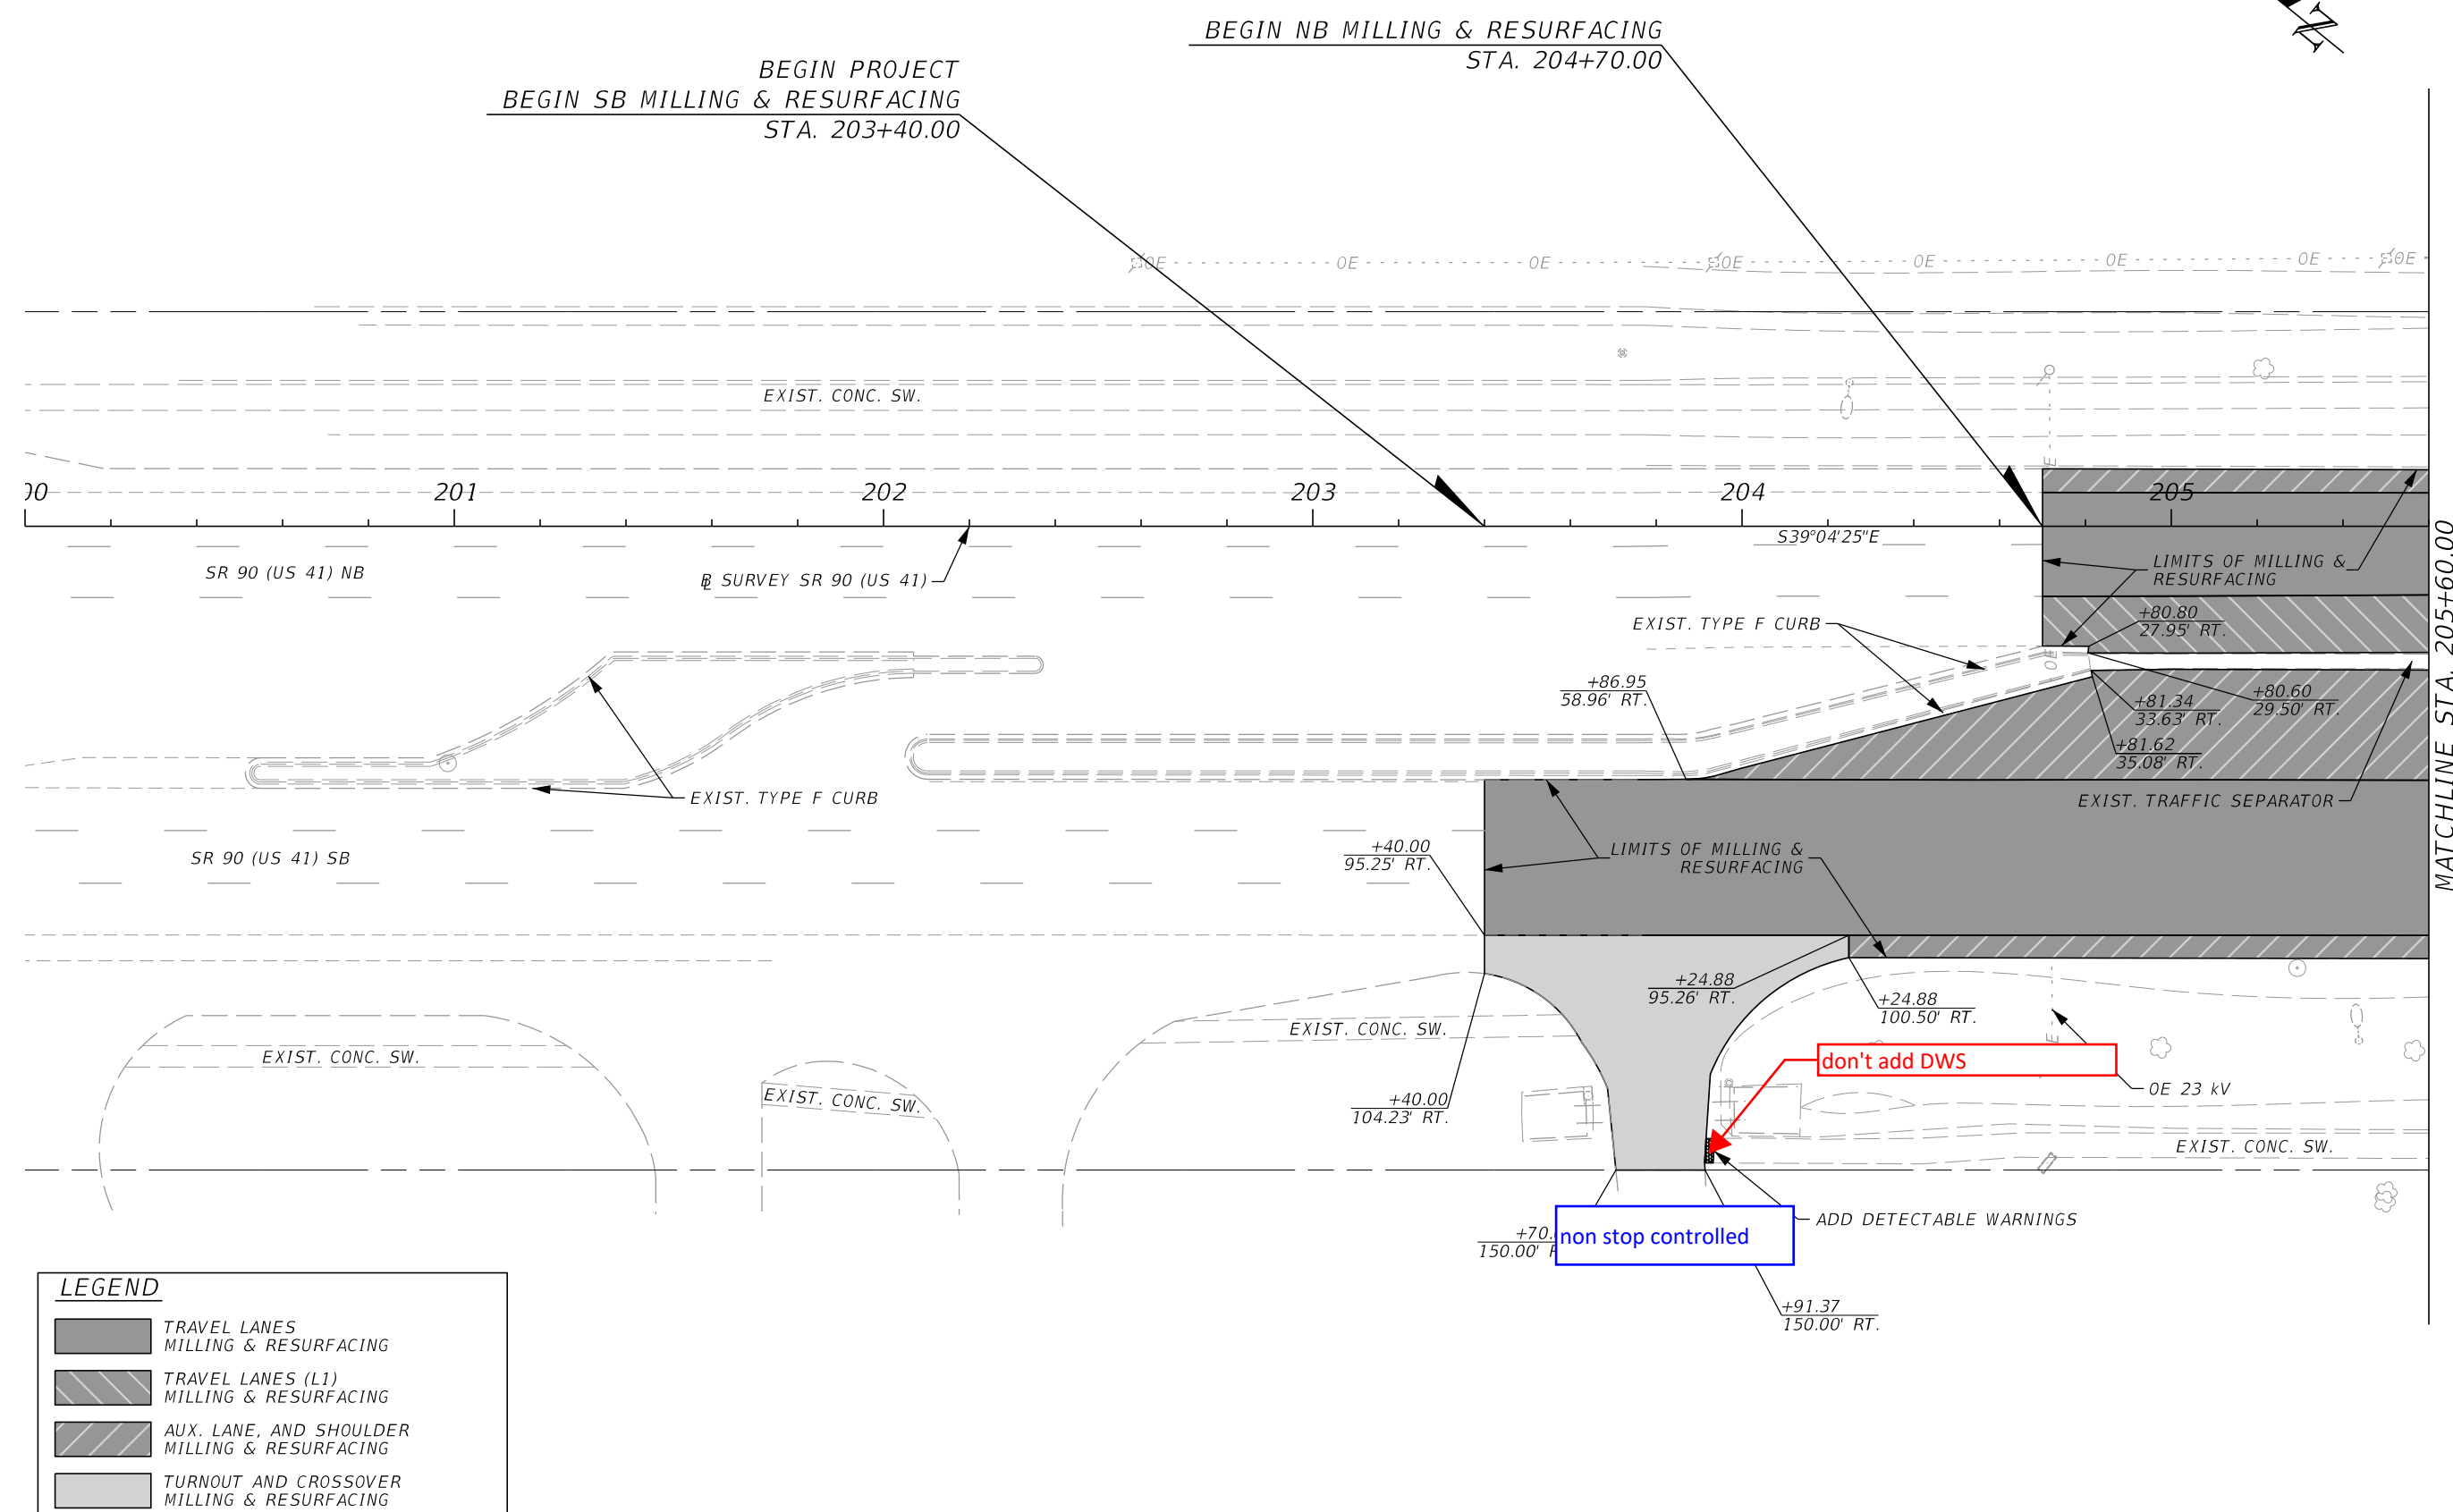 BEGIN NB MILLING & RESURFACING
STA. 204+70.00
N
BEGIN PROJECT
BEGIN SB MILLING & RESURFACING
STA. 203+40.00
OE OE OE OE OE OE OE OE
EXIST. CONC. SW.
E
00 201 202 203 204 205
S39°04'25"E
SR 90 (US 41) NB
BL SURVEY SR 90 (US 41)
LIMITS OF MILLING &
RESURFACING
+80.80
27.95' RT.
EXIST. TYPE F CURB
OE
+86.95
58.96' RT.
+80.60
29.50' RT.
+81.34
33.63' RT.
+81.62
35.08' RT.
EXIST. TYPE F CURB
EXIST. TRAFFIC SEPARATOR
MATCHLINE STA. 205+60.00
SR 90 (US 41) SB
+40.00
95.25' RT.
LIMITS OF MILLING &
RESURFACING
+24.88
95.26' RT.
+24.88
100.50' RT.
EXIST. CONC. SW.
EXIST. CONC. SW.
E
don't add DWS
OE 23 kV
EXIST. CONC. SW.
+40.00
104.23' RT.
EXIST. CONC. SW.
ADD DETECTABLE WARNINGS
+70.
150.00'
non stop controlled
+91.37
150.00' RT.
LEGEND
TRAVEL LANES
MILLING & RESURFACING
TRAVEL LANES (L1)
MILLING & RESURFACING
AUX. LANE, AND SHOULDER
MILLING & RESURFACING
TURNOUT AND CROSSOVER
MILLING & RESURFACING